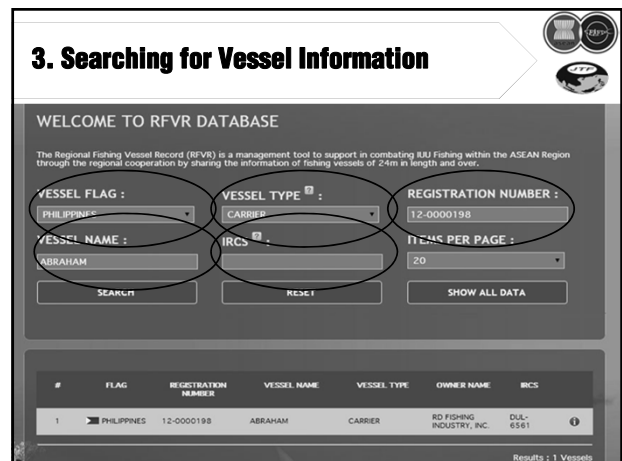 3. Searching for Vessel Information
WELCOME TO RFVR DATABASE
The Regional Fishing Vessel Record (RFVR) is a management tool to support in combating IUU Fishing within the ASEAN Region
through the regional cooperation by sharing the information of fishing vessels of 24m in length and over.
VESSEL FLAG :
VESSEL TYPE ? :
REGISTRATION NUMBER :
PHILIPPINES
CARRIER
12-0000198
VESSEL NAME :
IRCS ? :
ITEMS PER PAGE :
ABRAHAM
20
SEARCH
RESET
SHOW ALL DATA
# FLAG REGISTRATION NUMBER VESSEL NAME VESSEL TYPE OWNER NAME IRCS
1 PHILIPPINES 12-0000198 ABRAHAM CARRIER RD FISHING INDUSTRY, INC. DUL-6561
Results : 1 Vessels
JTF